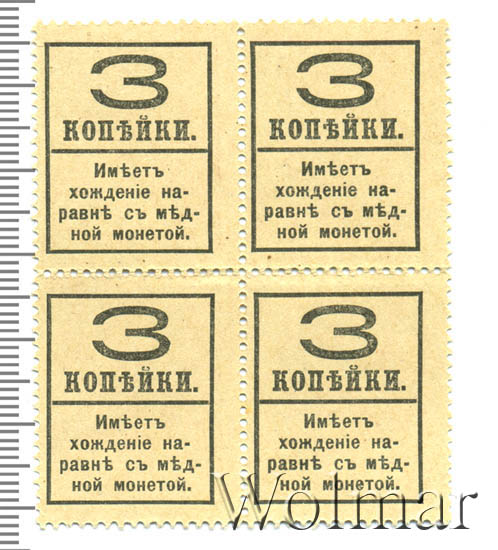 3
КОПѢЙКИ.
Имѣетъ
хожденіе на-
равнѣ съ мѣд-
ной монетой.
3
КОПѢЙКИ.
Имѣетъ
хожденіе на-
равнѣ съ мѣд-
ной монетой.
3
КОПѢЙКИ.
Имѣетъ
хожденіе на-
равнѣ съ мѣд-
ной монетой.
3
КОПѢЙКИ.
Имѣетъ
хожденіе на-
равнѣ съ мѣд-
ной монетой.
Wolmar